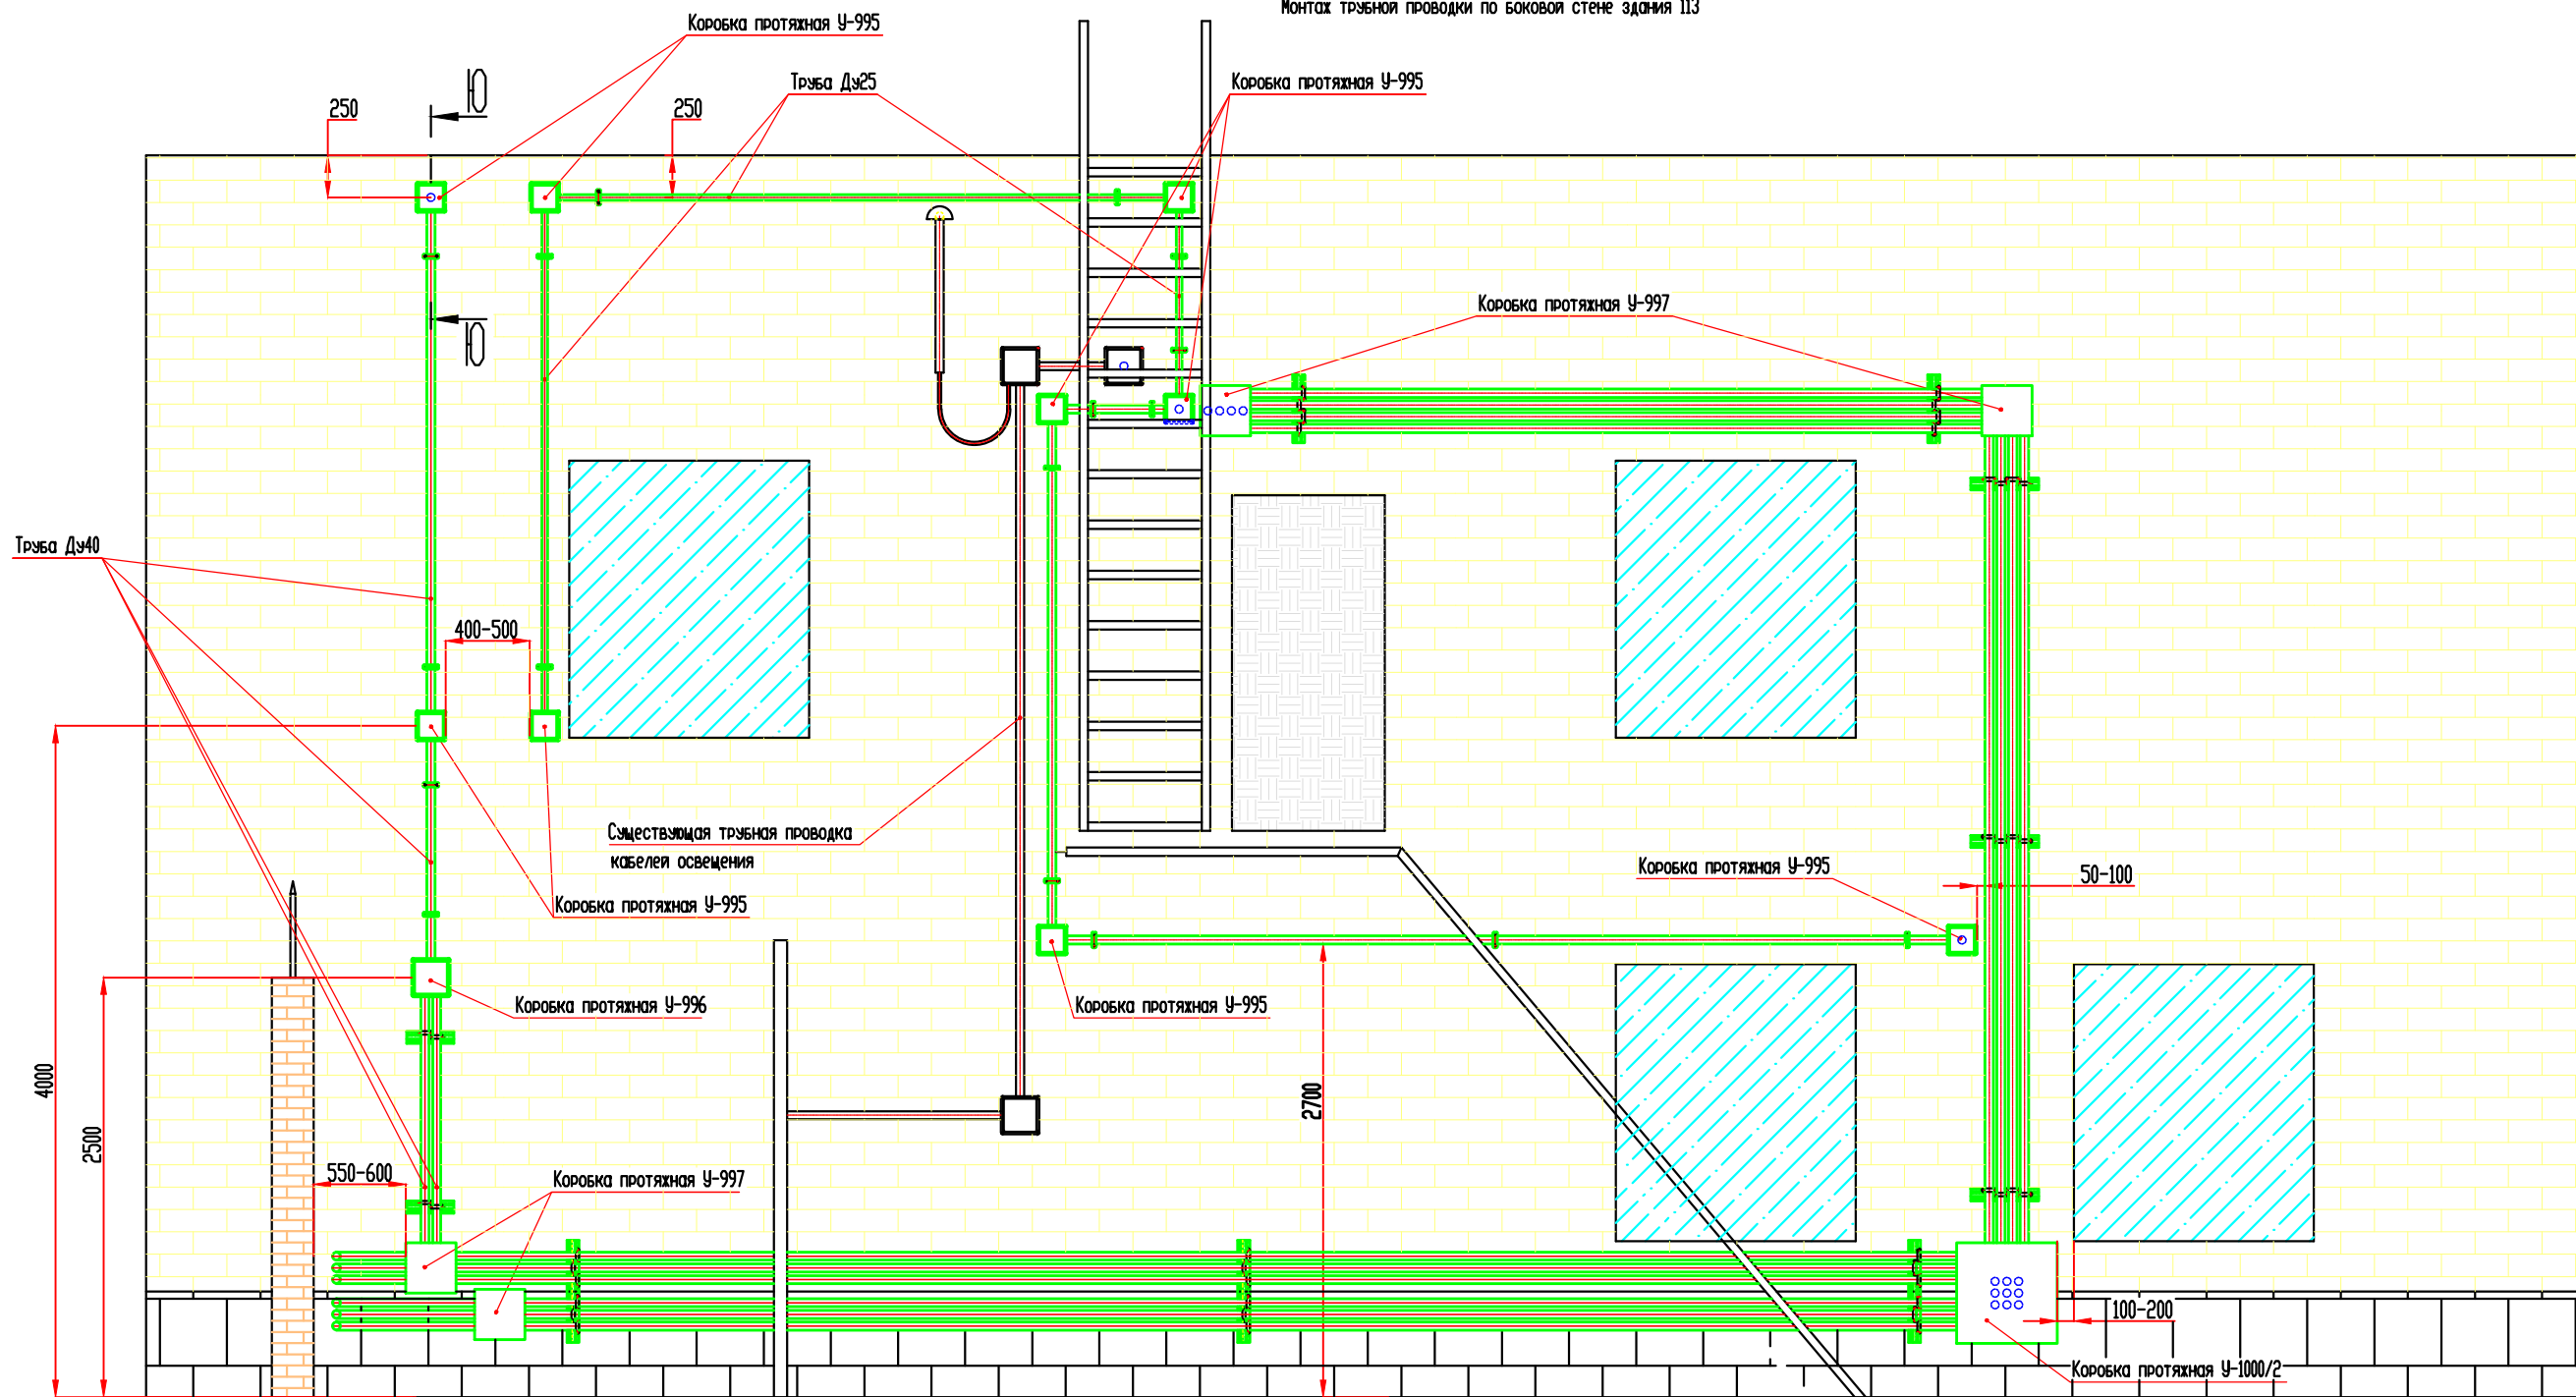 Монтаж трубной проводки по боковой стене здания 113
Коробка протяжная У-995
Ю
Труба Ду25
Коробка протяжная У-995
250
250
Коробка протяжная У-997
Ю
Труба Ду40
400-500
Существующая трубная проводка
кабелей освещения
Коробка протяжная У-995
50-100
Коробка протяжная У-995
Коробка протяжная У-996
Коробка протяжная У-995
4000
2500
2700
550-600
Коробка протяжная У-997
100-200
Коробка протяжная У-1000/2